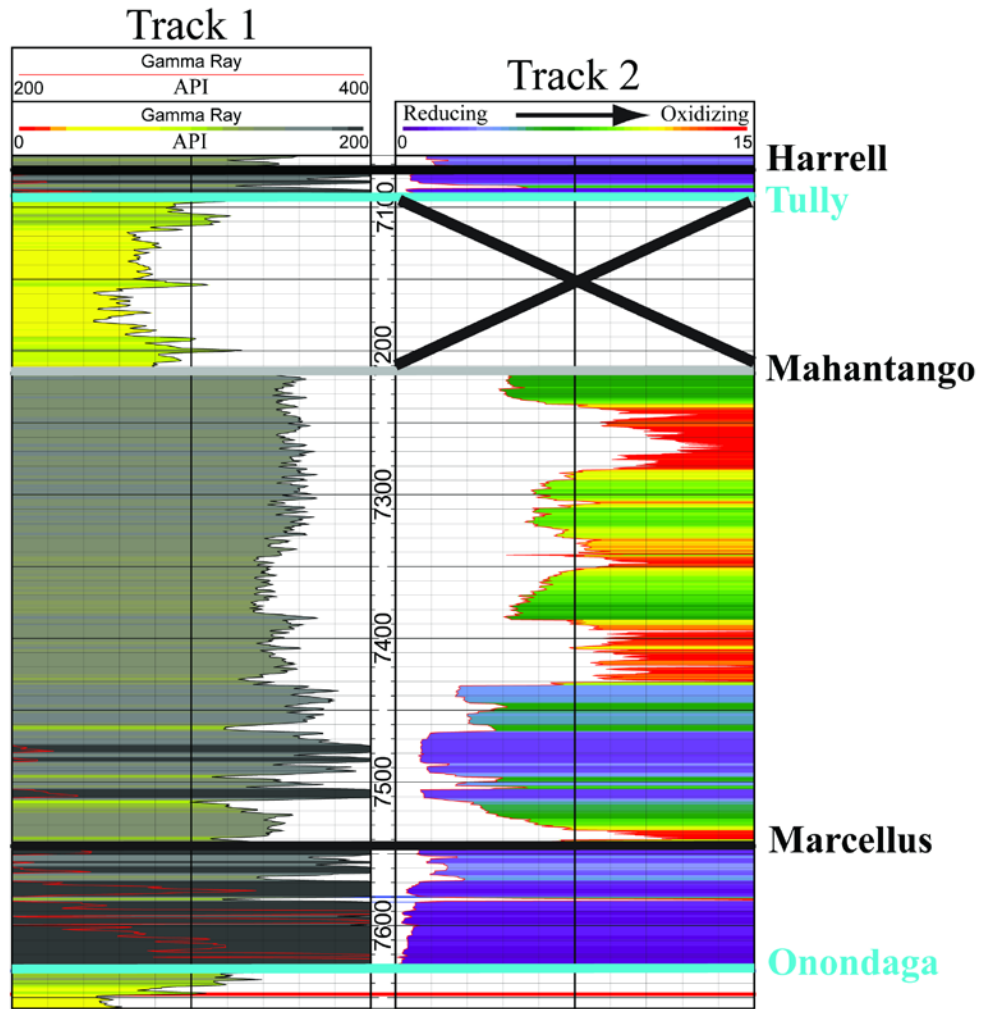 Track 1
Gamma Ray
200 API 400
Gamma Ray
0 API 200
Track 2
Reducing Oxidizing
0 15
Harrell
Tully
7100
7200
Mahantango
7300
7400
7500
Marcellus
7600
Onondaga